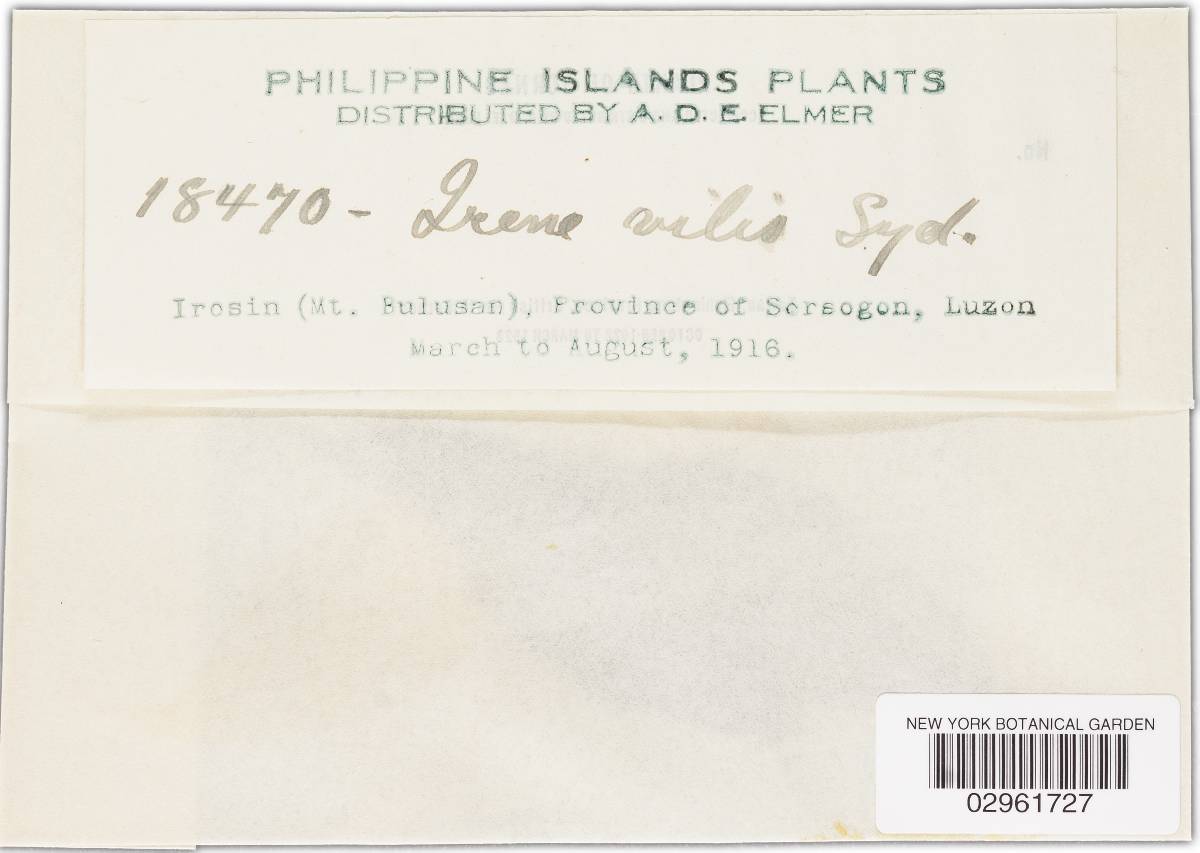 PHILIPPINE ISLANDS PLANTS
DISTRIBUTED BY A. D. E. ELMER
No.
18470 - Irene vilis Syd.
Irosin (Mt. Bulusan), Province of Sorsogon, Luzon
March to August, 1916.
NEW YORK BOTANICAL GARDEN
02961727